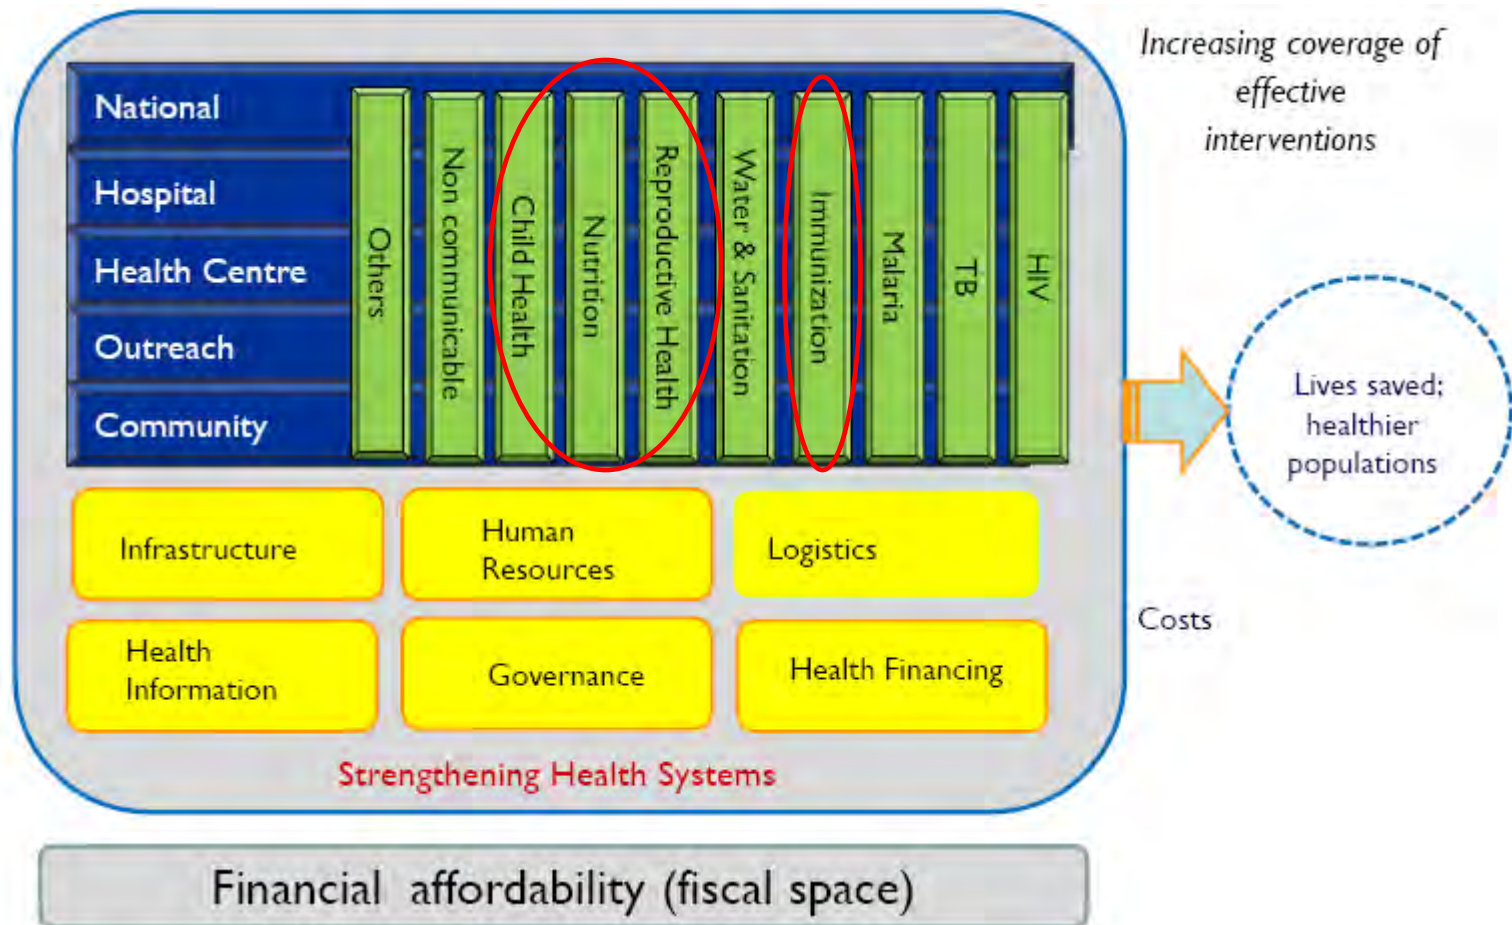 Increasing coverage of
effective
interventions
National
Hospital
Health Centre
Outreach
Community
Others
Non communicable
Child Health
Nutrition
Reproductive Health
Water & Sanitation
Immunization
Malaria
TB
HIV
Lives saved;
healthier
populations
Infrastructure
Human
Resources
Logistics
Health
Information
Governance
Health Financing
Costs
Strengthening Health Systems
Financial affordability (fiscal space)